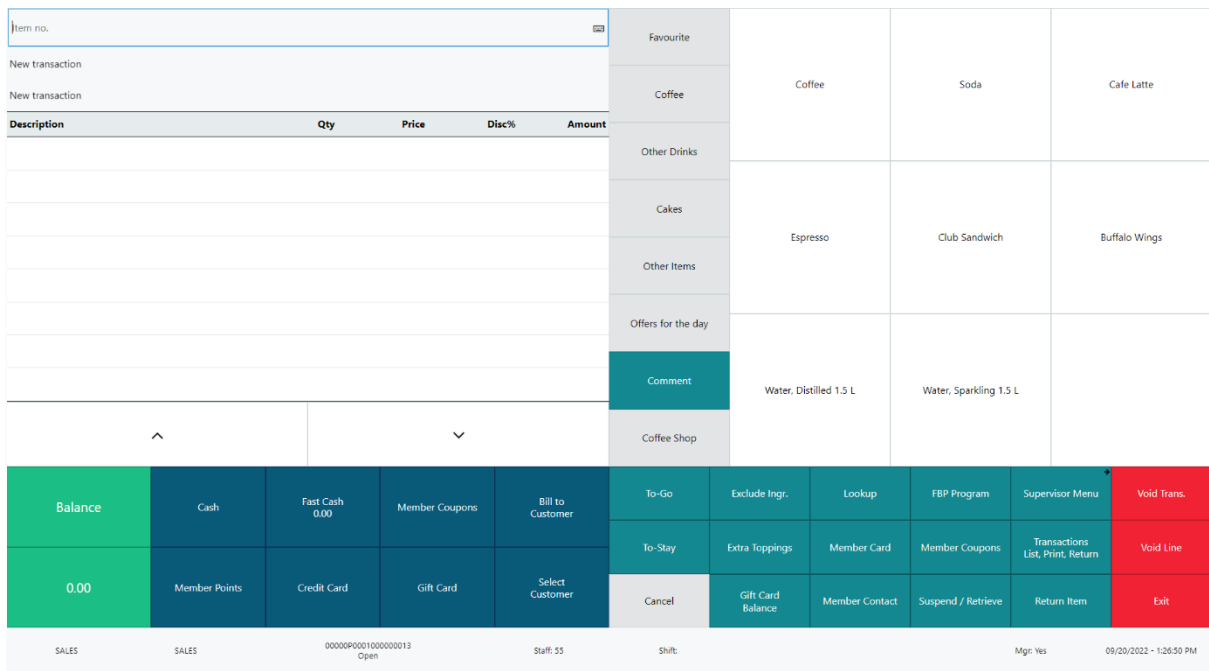 Item no.
New transaction
New transaction
Description Qty Price Disc% Amount
Favourite
Coffee
Other Drinks
Cakes
Other Items
Offers for the day
Comment
Coffee Shop
Coffee Soda Cafe Latte
Espresso Club Sandwich Buffalo Wings
Water, Distilled 1.5 L Water, Sparkling 1.5 L
Balance
0.00
Cash
Fast Cash
0.00
Member Coupons
Bill to
Customer
Member Points
Credit Card
Gift Card
Select
Customer
To-Go
Exclude Ingr.
Lookup
FBP Program
Supervisor Menu
Void Trans.
To-Stay
Extra Toppings
Member Card
Member Coupons
Transactions
List, Print, Return
Void Line
Cancel
Gift Card
Balance
Member Contact
Suspend / Retrieve
Return Item
Exit
SALES
SALES
00000P0001000000013
Open
Staff: 55
Shift:
Mgr: Yes
09/20/2022 - 1:26:50 PM